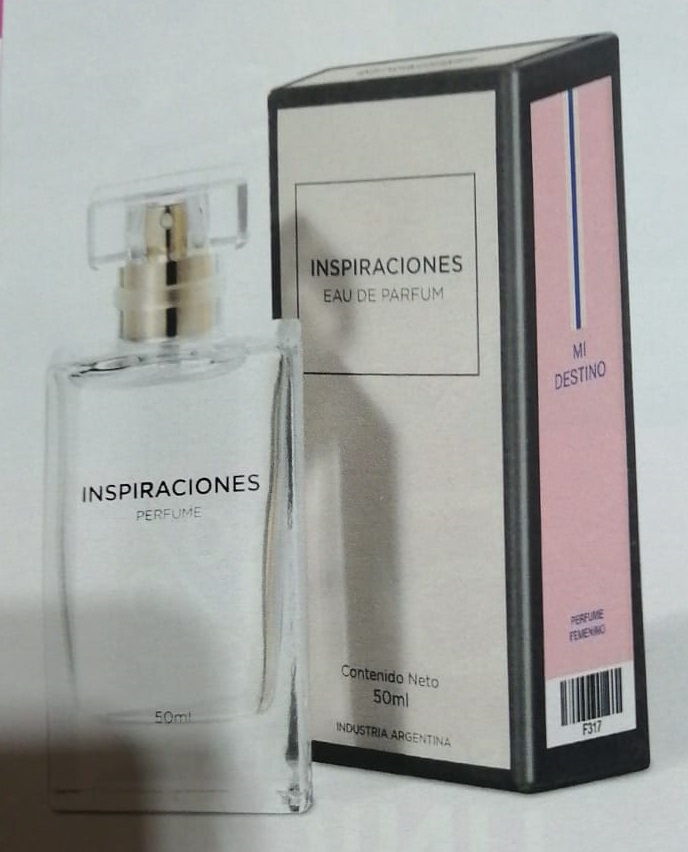 INSPIRACIONES
EAU DE PARFUM
Contenido Neto
50ml
INDUSTRIA ARGENTINA
MI
DESTINO
PERFUME
FEMENINO
F317
INSPIRACIONES
PERFUME
50ml